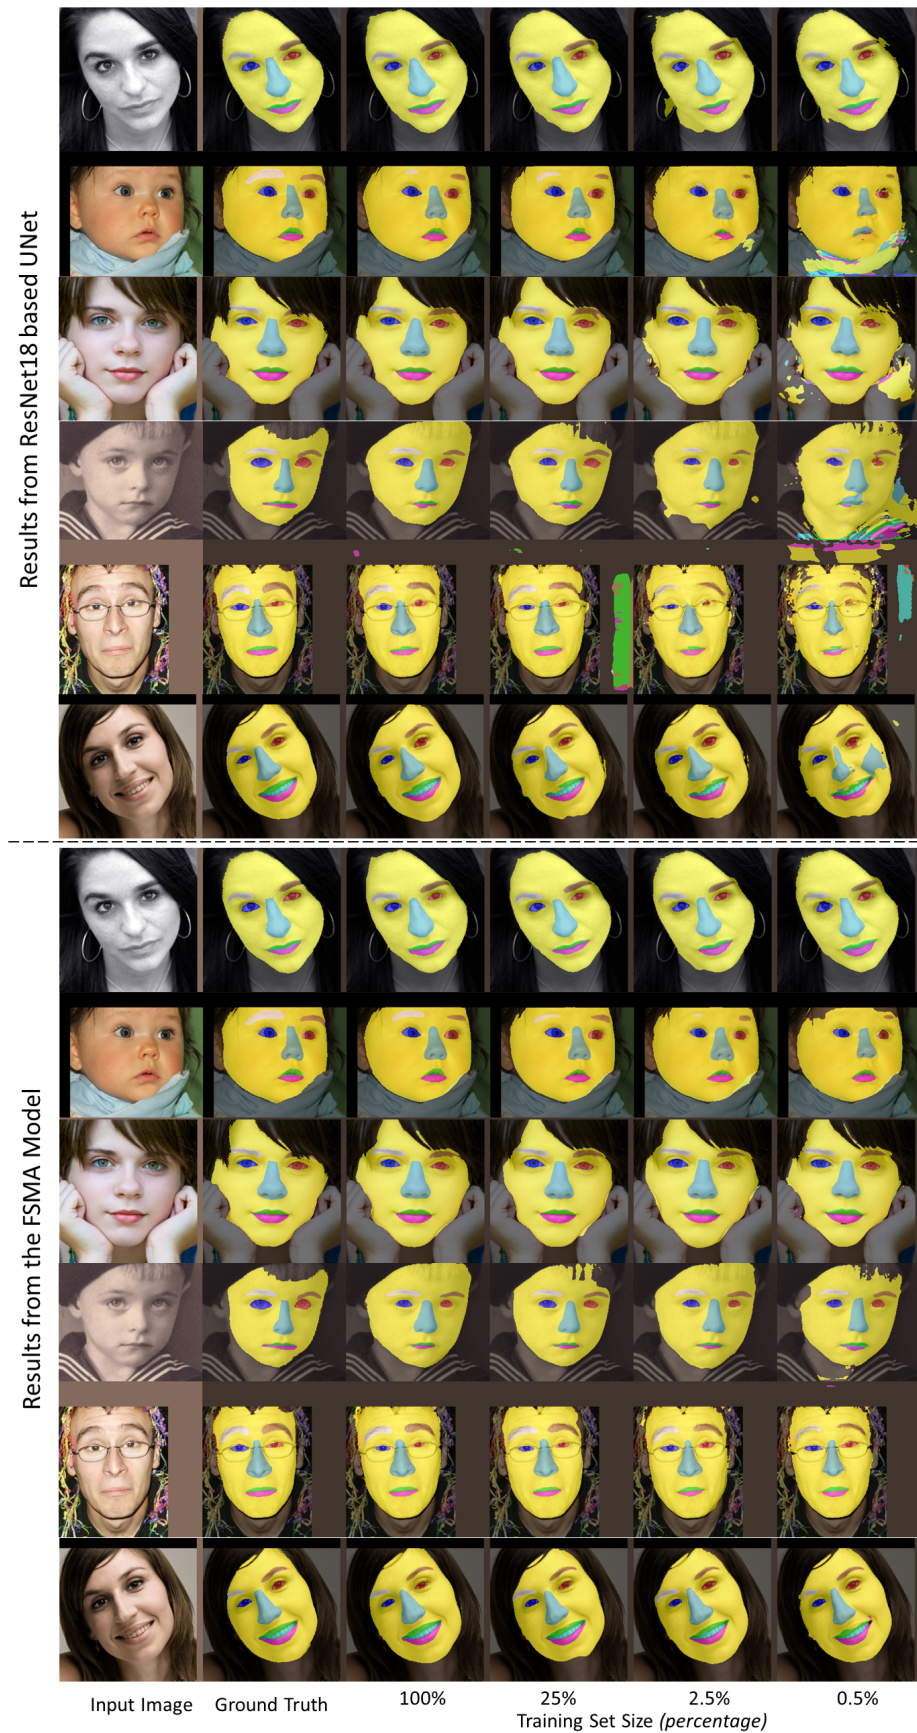 Results from ResNet18 based UNet
Results from the FSMA Model
Input Image Ground Truth 100% 25% 2.5% 0.5%
Training Set Size (percentage)